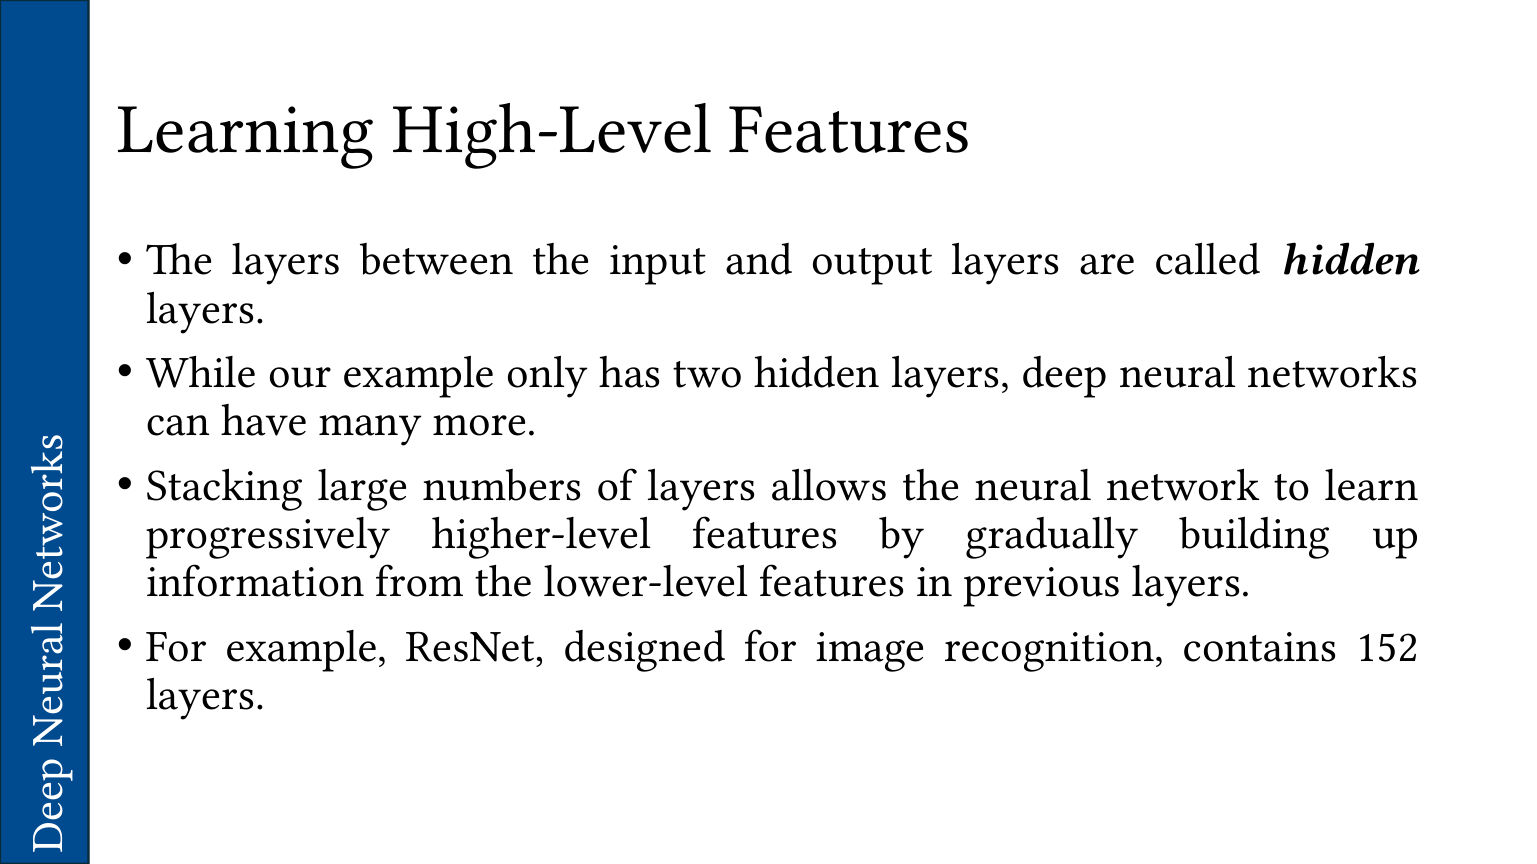 Learning High-Level Features
• The layers between the input and output layers are called hidden
layers.
• While our example only has two hidden layers, deep neural networks
can have many more.
• Stacking large numbers of layers allows the neural network to learn
progressively higher-level features by gradually building up
information from the lower-level features in previous layers.
• For example, ResNet, designed for image recognition, contains 152
layers.
Deep Neural Networks